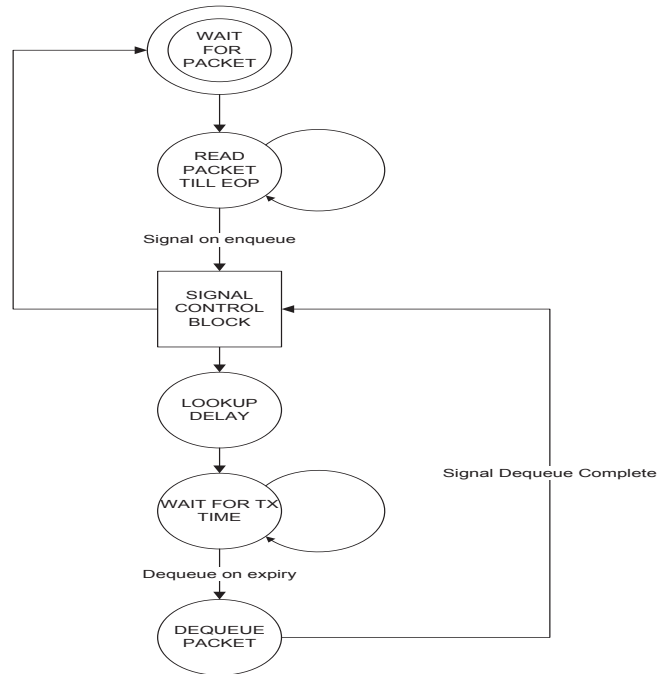 WAIT
FOR
PACKET
READ
PACKET
TILL EOP
Signal on enqueue
SIGNAL
CONTROL
BLOCK
LOOKUP
DELAY
Signal Dequeue Complete
WAIT FOR TX
TIME
Dequeue on expiry
DEQUEUE
PACKET